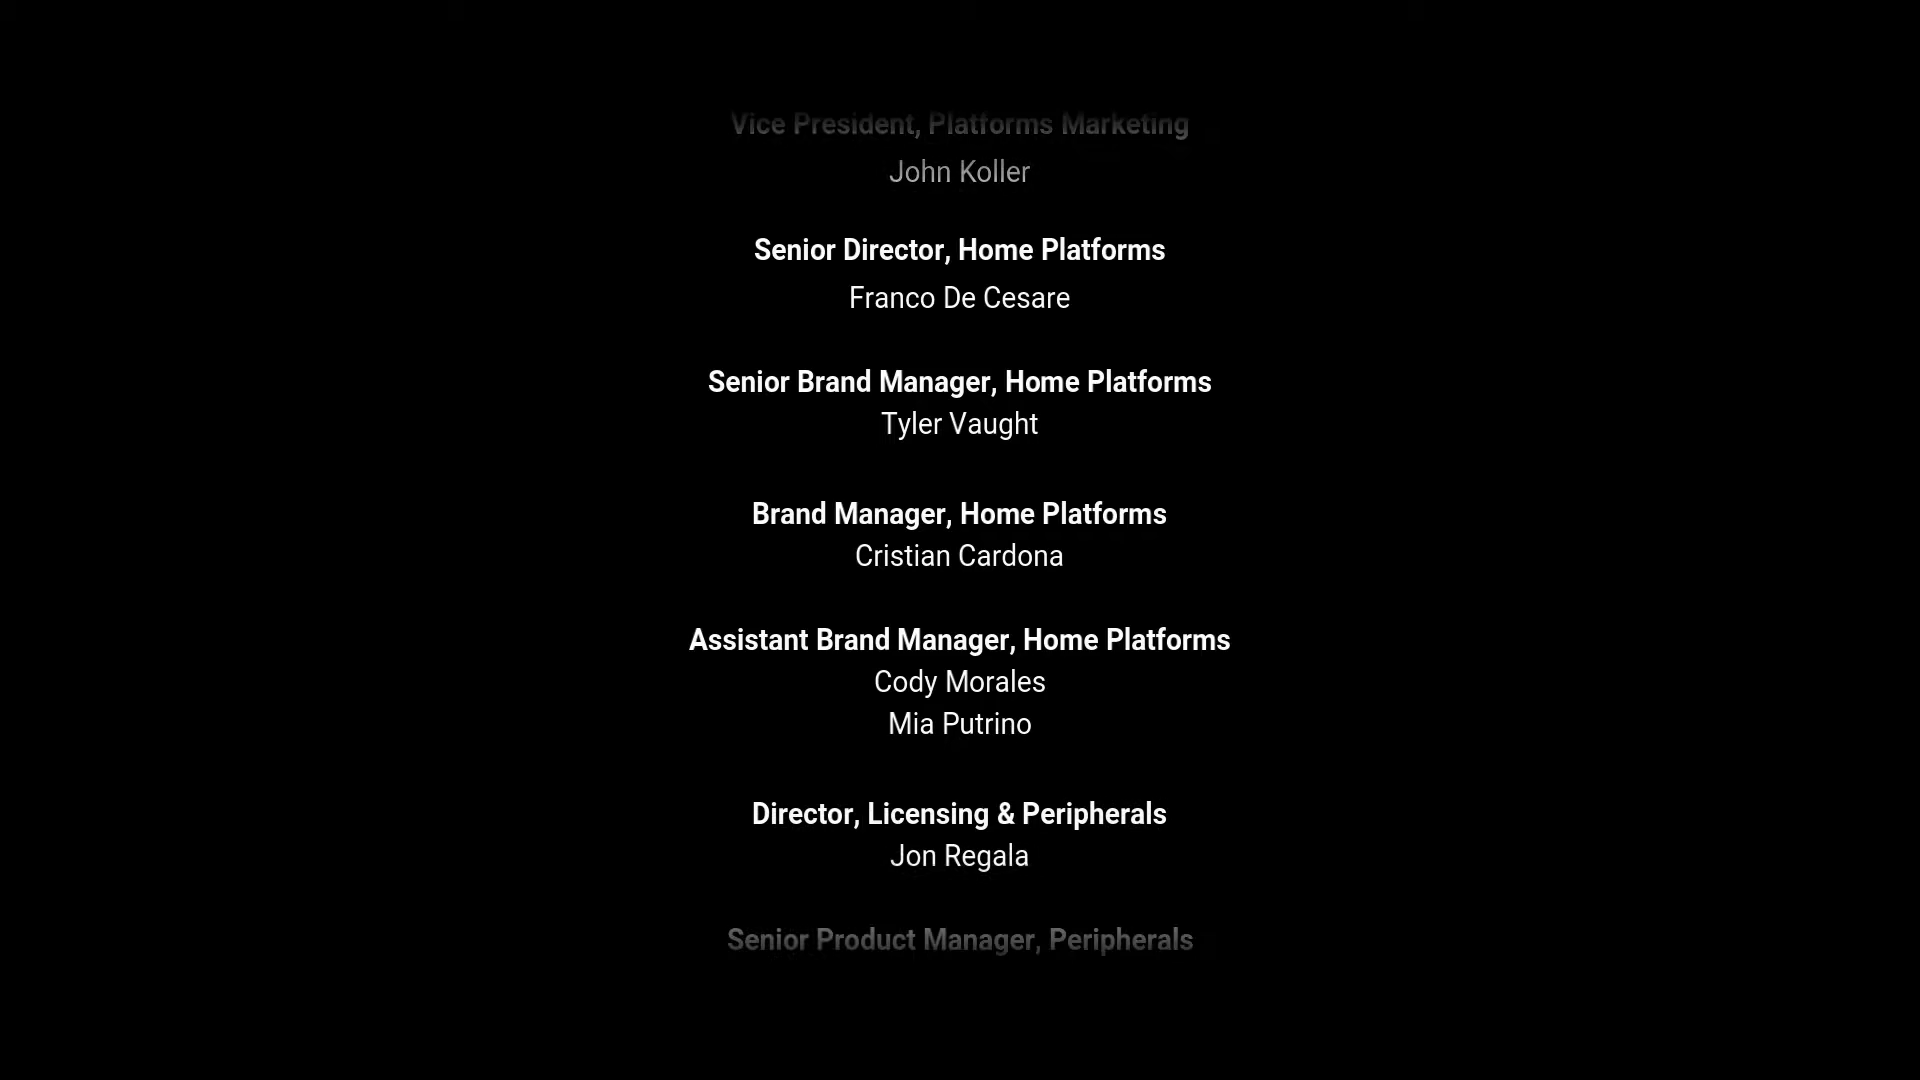 Vice President, Platforms Marketing
John Koller
Senior Director, Home Platforms
Franco De Cesare
Senior Brand Manager, Home Platforms
Tyler Vaught
Brand Manager, Home Platforms
Cristian Cardona
Assistant Brand Manager, Home Platforms
Cody Morales
Mia Putrino
Director, Licensing & Peripherals
Jon Regala
Senior Product Manager, Peripherals